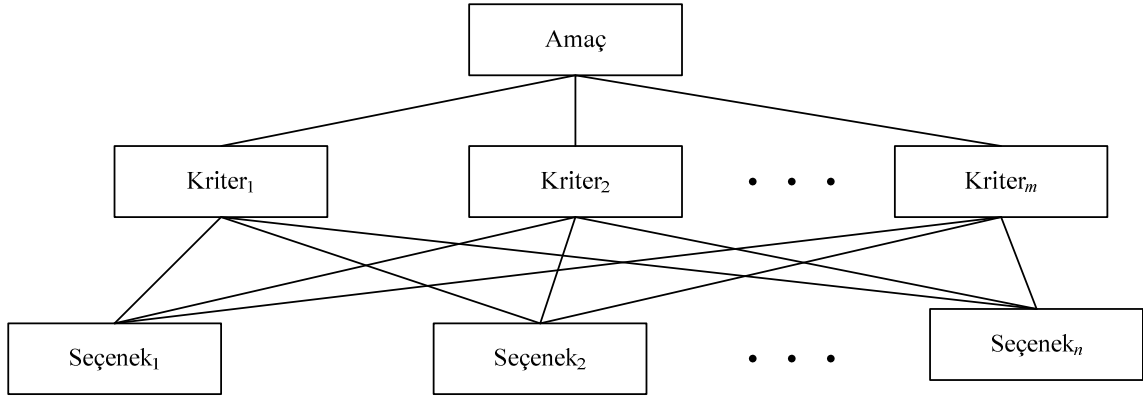 Amaç
Kriter₁ Kriter₂ • • • Kriterₘ
Seçenek₁ Seçenek₂ • • • Seçenekₙ